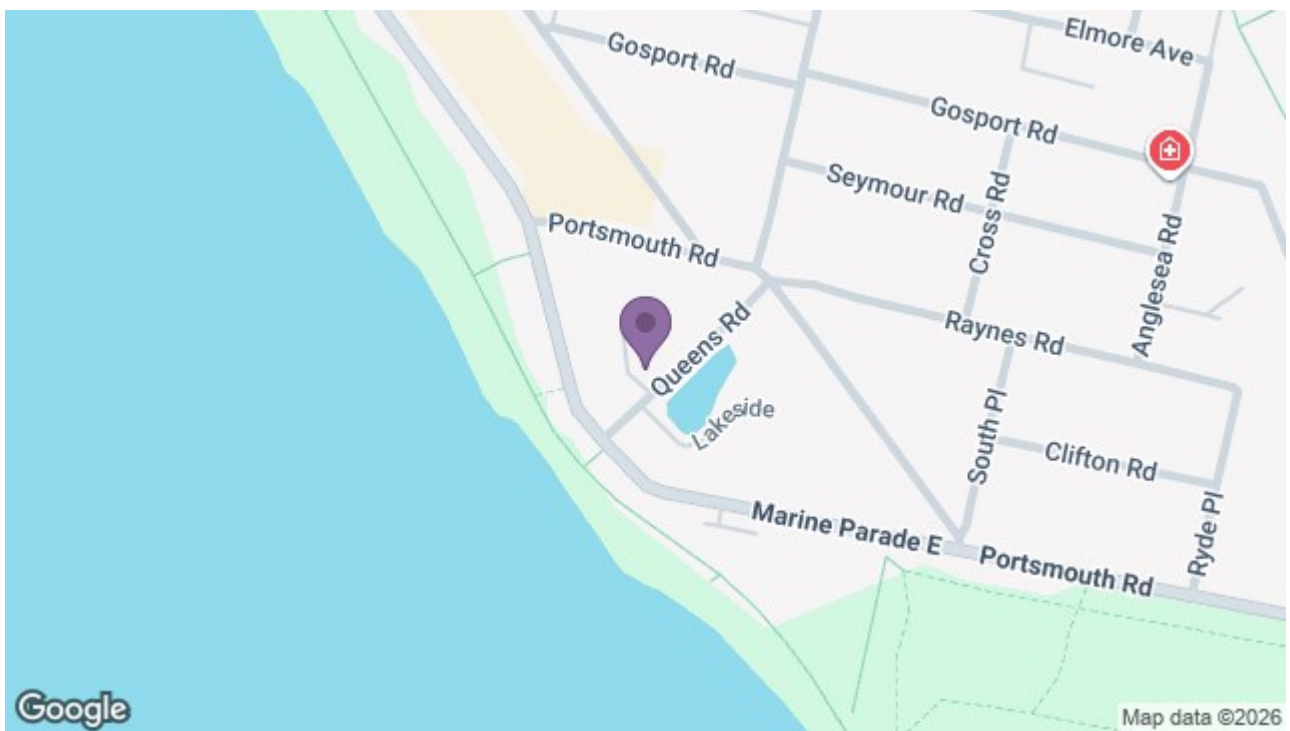 Elmore Ave
Gosport Rd
Gosport Rd
Seymour Rd
Cross Rd
Portsmouth Rd
Anglesea Rd
Queens Rd
Raynes Rd
Lakeside
South Pl
Clifton Rd
Marine Parade E
Portsmouth Rd
Ryde Pl
Google
Map data ©2026